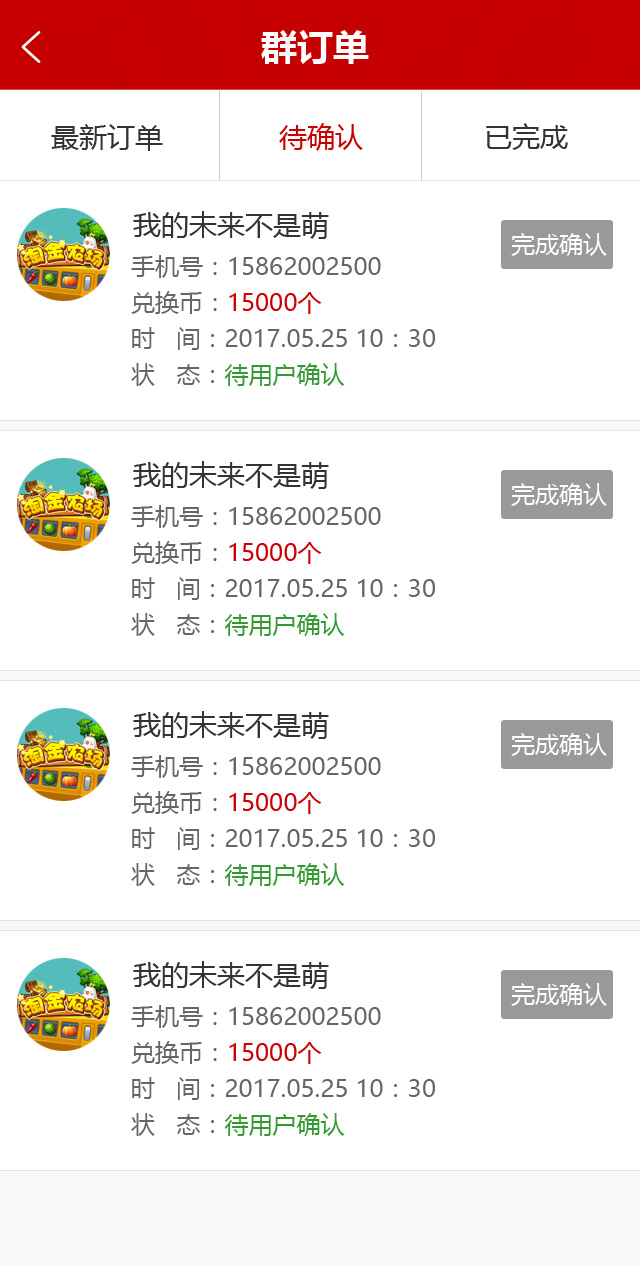 群订单
最新订单 待确认 已完成
我的未来不是萌
完成确认
淘金农场
手机号：15862002500
兑换币：15000个
时 间：2017.05.25 10：30
状 态：待用户确认
我的未来不是萌
完成确认
淘金农场
手机号：15862002500
兑换币：15000个
时 间：2017.05.25 10：30
状 态：待用户确认
我的未来不是萌
完成确认
淘金农场
手机号：15862002500
兑换币：15000个
时 间：2017.05.25 10：30
状 态：待用户确认
我的未来不是萌
完成确认
淘金农场
手机号：15862002500
兑换币：15000个
时 间：2017.05.25 10：30
状 态：待用户确认